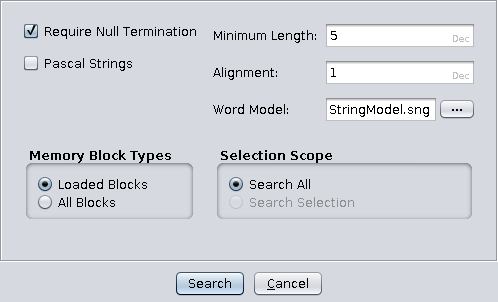 Require Null Termination
Minimum Length: 5 Dec
Pascal Strings
Alignment: 1 Dec
Word Model: StringModel.sng ...
Memory Block Types
Loaded Blocks
All Blocks
Selection Scope
Search All
Search Selection
Search Cancel